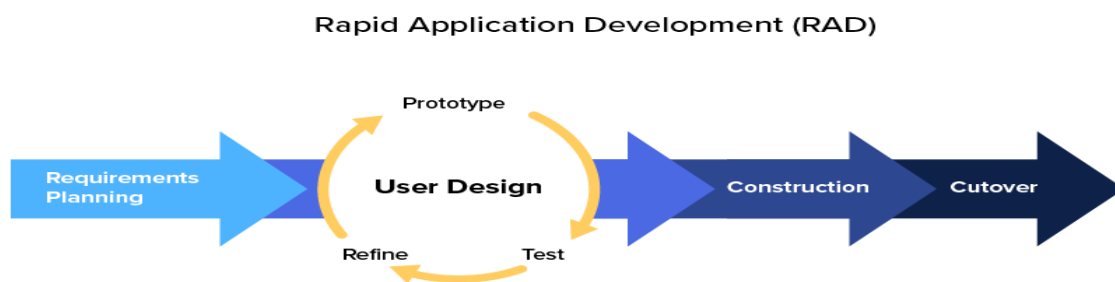 Rapid Application Development (RAD)
Prototype
Requirements
Planning
User Design
Construction
Cutover
Refine
Test